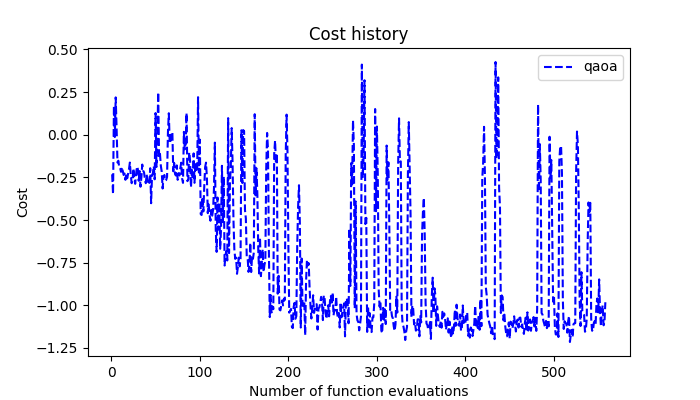 Cost history
qaoa
Cost
0.50
0.25
0.00
−0.25
−0.50
−0.75
−1.00
−1.25
0 100 200 300 400 500
Number of function evaluations